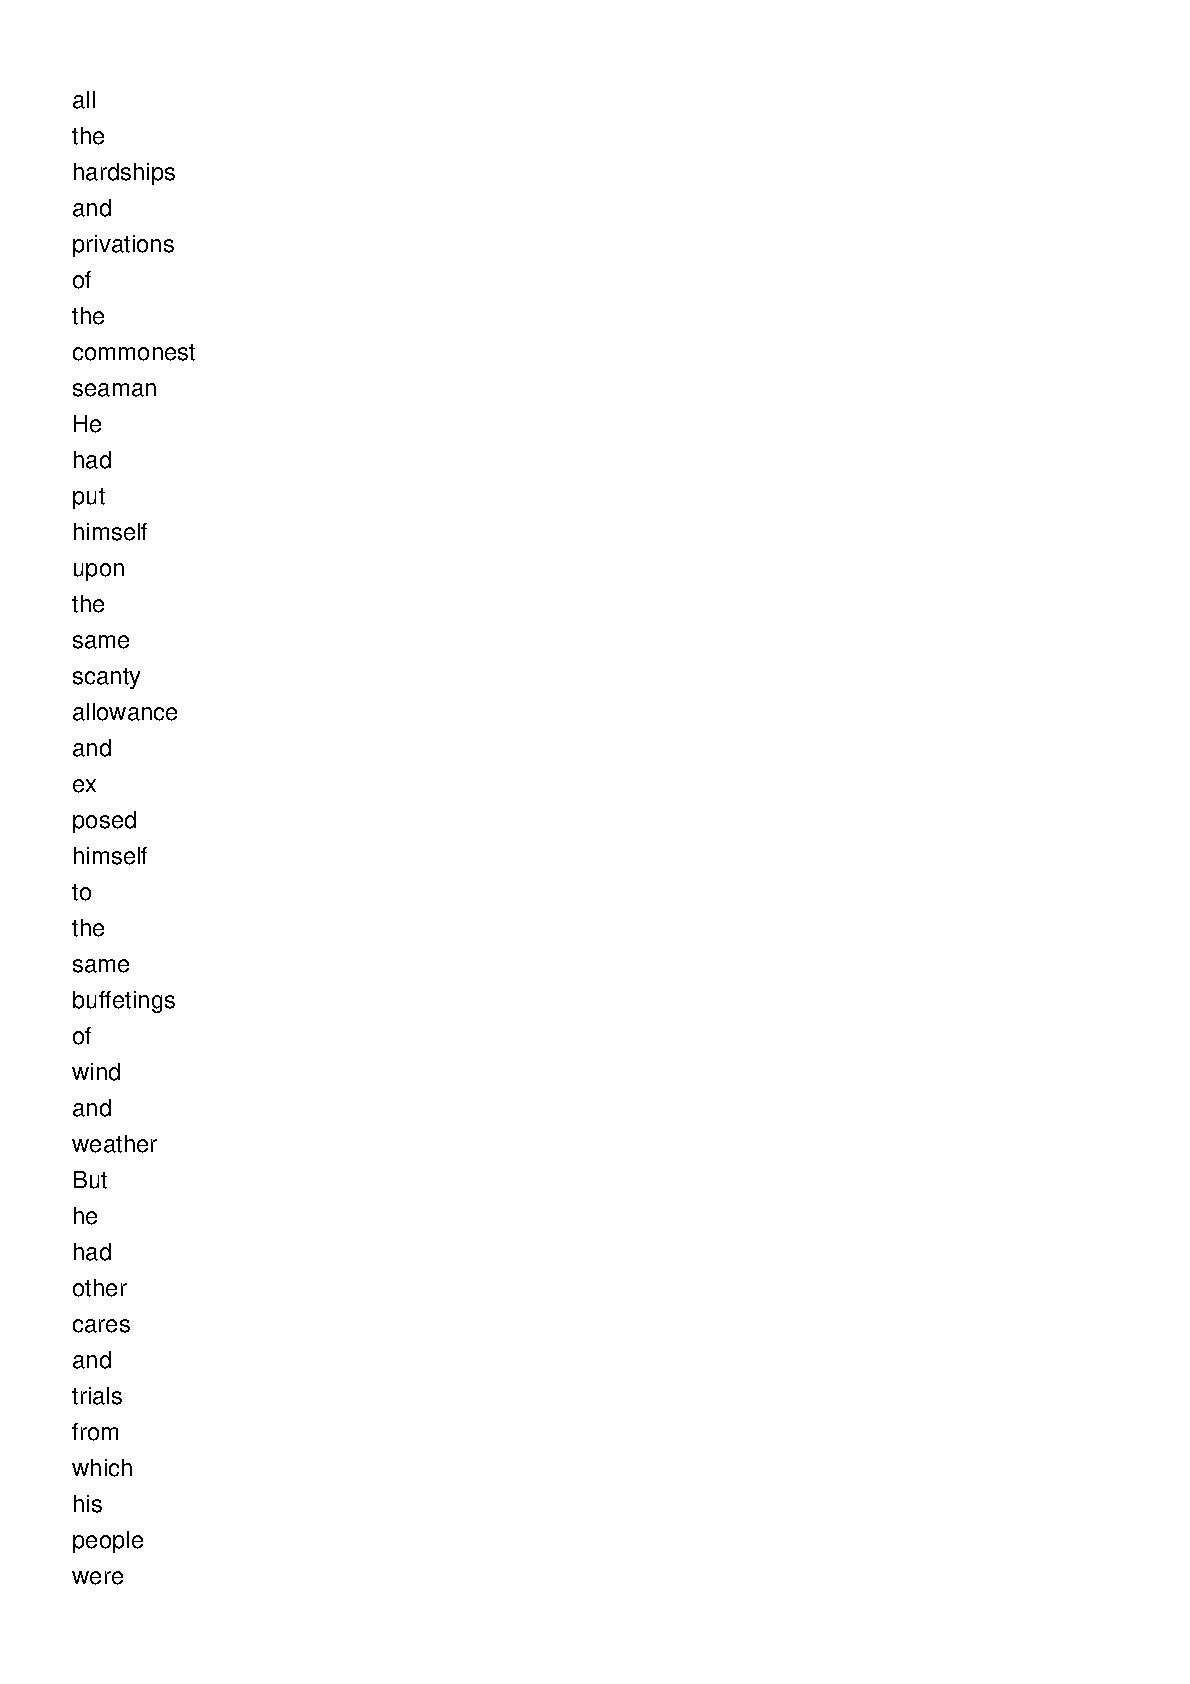 all
the
hardships
and
privations
of
the
commonest
seaman
He
had
put
himself
upon
the
same
scanty
allowance
and
ex
posed
himself
to
the
same
buffetings
of
wind
and
weather
But
he
had
other
cares
and
trials
from
which
his
people
were